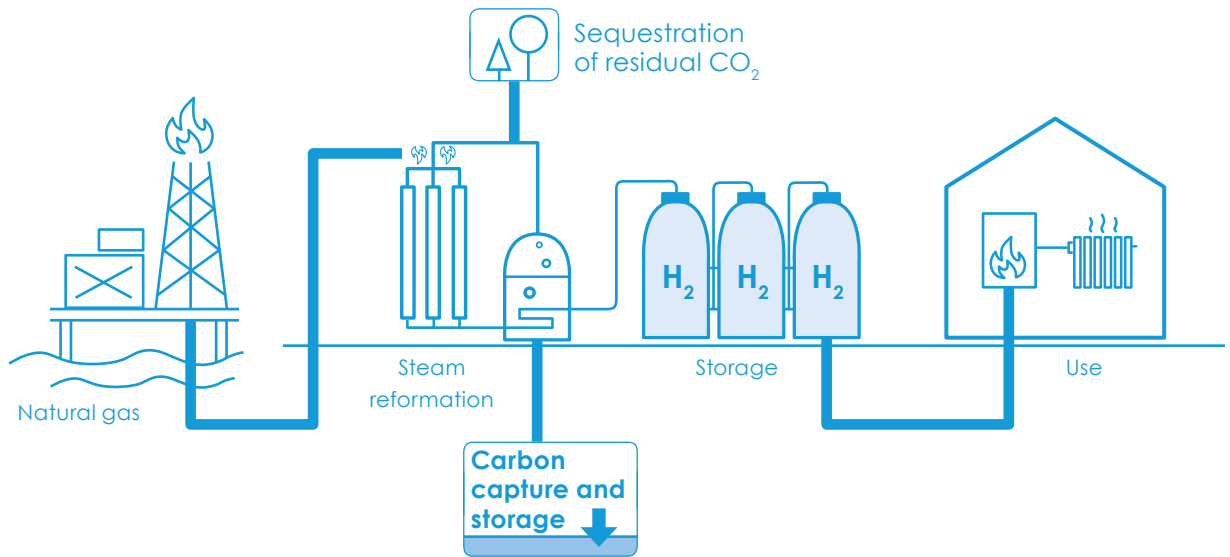 Sequestration
of residual CO₂
Natural gas
Steam
reformation
H₂
H₂
H₂
Storage
Use
Carbon
capture and
storage